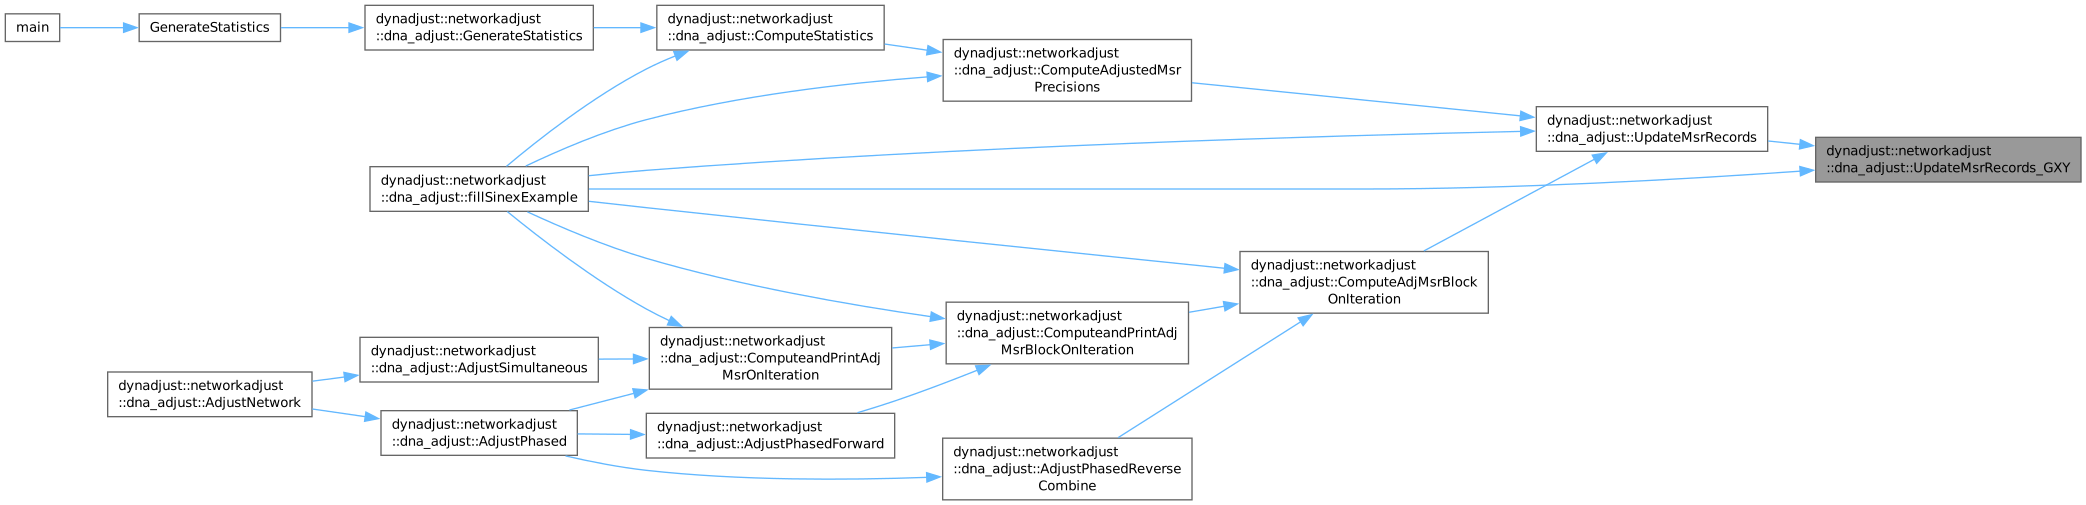 main
GenerateStatistics
dynadjust::networkadjust
::dna_adjust::GenerateStatistics
dynadjust::networkadjust
::dna_adjust::ComputeStatistics
dynadjust::networkadjust
::dna_adjust::ComputeAdjustedMsr
Precisions
dynadjust::networkadjust
::dna_adjust::UpdateMsrRecords
dynadjust::networkadjust
::dna_adjust::UpdateMsrRecords_GXY
dynadjust::networkadjust
::dna_adjust::fillSinexExample
dynadjust::networkadjust
::dna_adjust::ComputeAdjMsrBlock
OnIteration
dynadjust::networkadjust
::dna_adjust::ComputeandPrintAdj
MsrBlockOnIteration
dynadjust::networkadjust
::dna_adjust::ComputeandPrintAdj
MsrOnIteration
dynadjust::networkadjust
::dna_adjust::AdjustSimultaneous
dynadjust::networkadjust
::dna_adjust::AdjustNetwork
dynadjust::networkadjust
::dna_adjust::AdjustPhased
dynadjust::networkadjust
::dna_adjust::AdjustPhasedForward
dynadjust::networkadjust
::dna_adjust::AdjustPhasedReverse
Combine